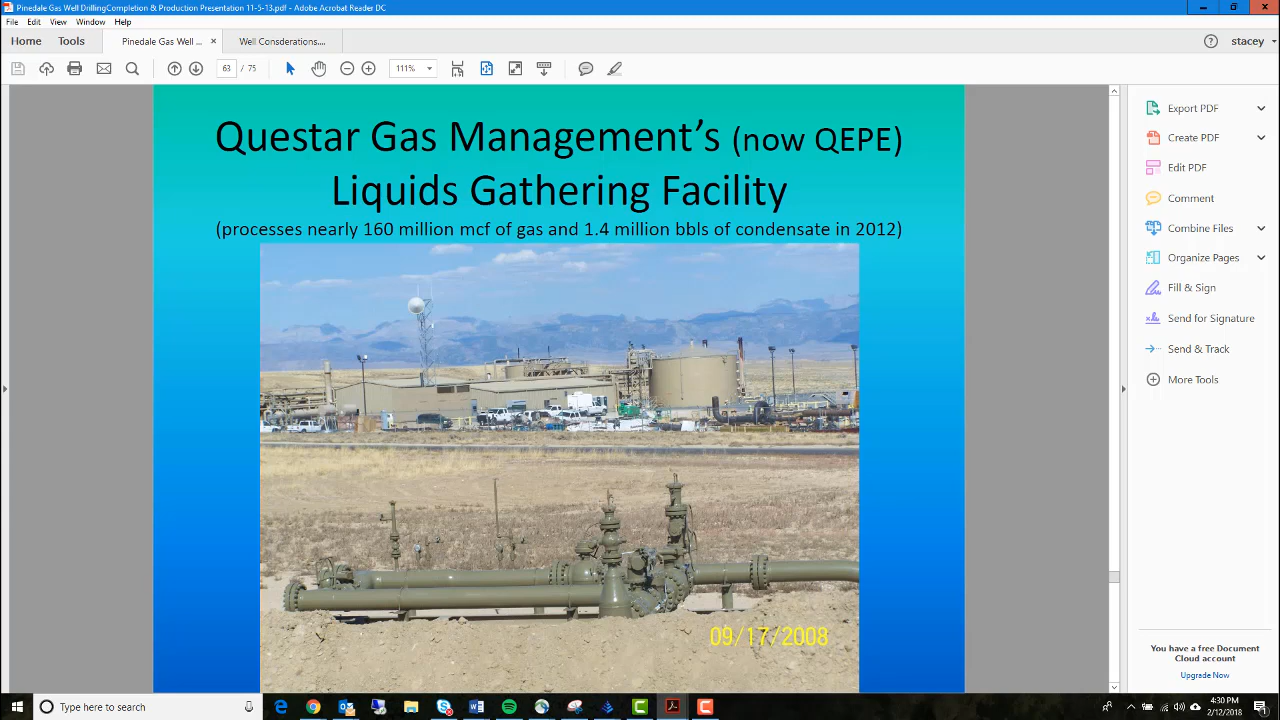 Pinedale Gas Well DrillingCompletion & Production Presentation 11-5-13.pdf - Adobe Acrobat Reader DC
File Edit View Window Help
Home Tools Pinedale Gas Well ... × Well Considerations.... ? stacey
63 / 75 111%
Export PDF
Create PDF
Edit PDF
Comment
Combine Files
Organize Pages
Fill & Sign
Send for Signature
Send & Track
More Tools
Questar Gas Management’s (now QEPE)
Liquids Gathering Facility
(processes nearly 160 million mcf of gas and 1.4 million bbls of condensate in 2012)
09/17/2008
You have a free Document
Cloud account
Upgrade Now
Type here to search
4:30 PM
2/12/2018